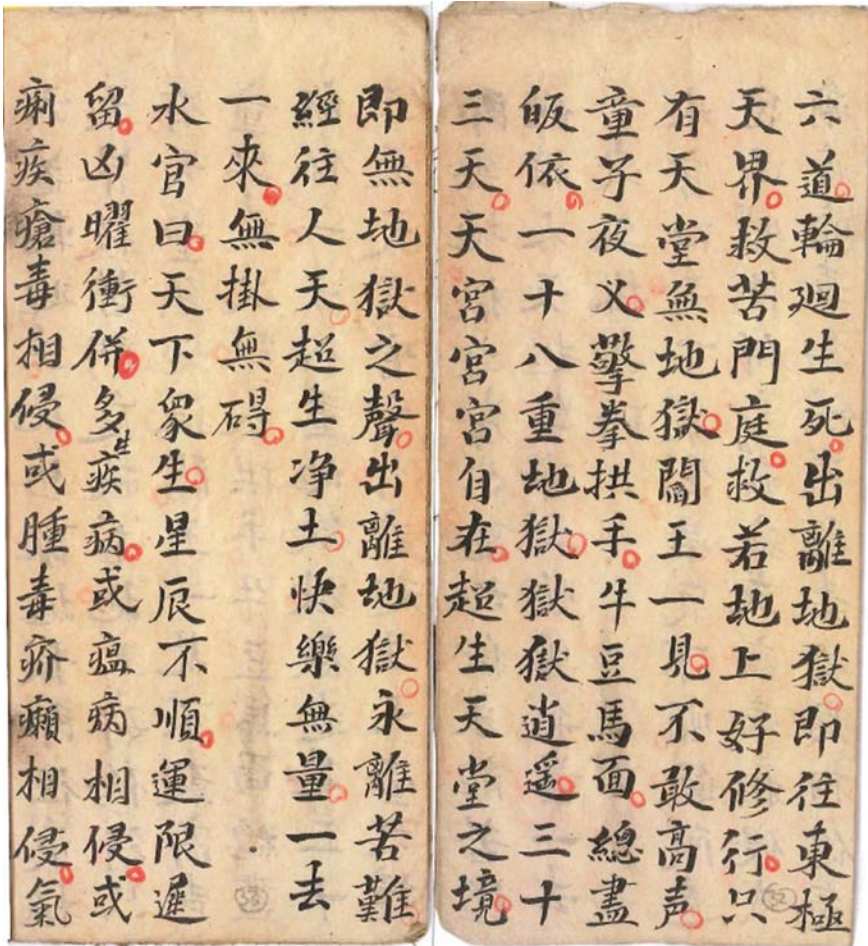 六道輪廻生死出離地獄即往東極
天界救苦門庭救若地上好修行只
有天堂無地獄閻王一見不敢高声
童子夜义擎拳拱手牛豆馬面總盡
皈依一十八重地獄獄獄逍遥三十
三天天宮宮宮自在超生天堂之境
52
即無地獄之聲出離地獄永離苦難
經往人天超生净土快樂無量一去
一來無掛無碍
水官曰天下衆生星辰不順運限遲
留凶曜衝併多生疾病或瘟病相侵或
痢疾瘡毒相侵或腫毒疥癩相侵氣
53